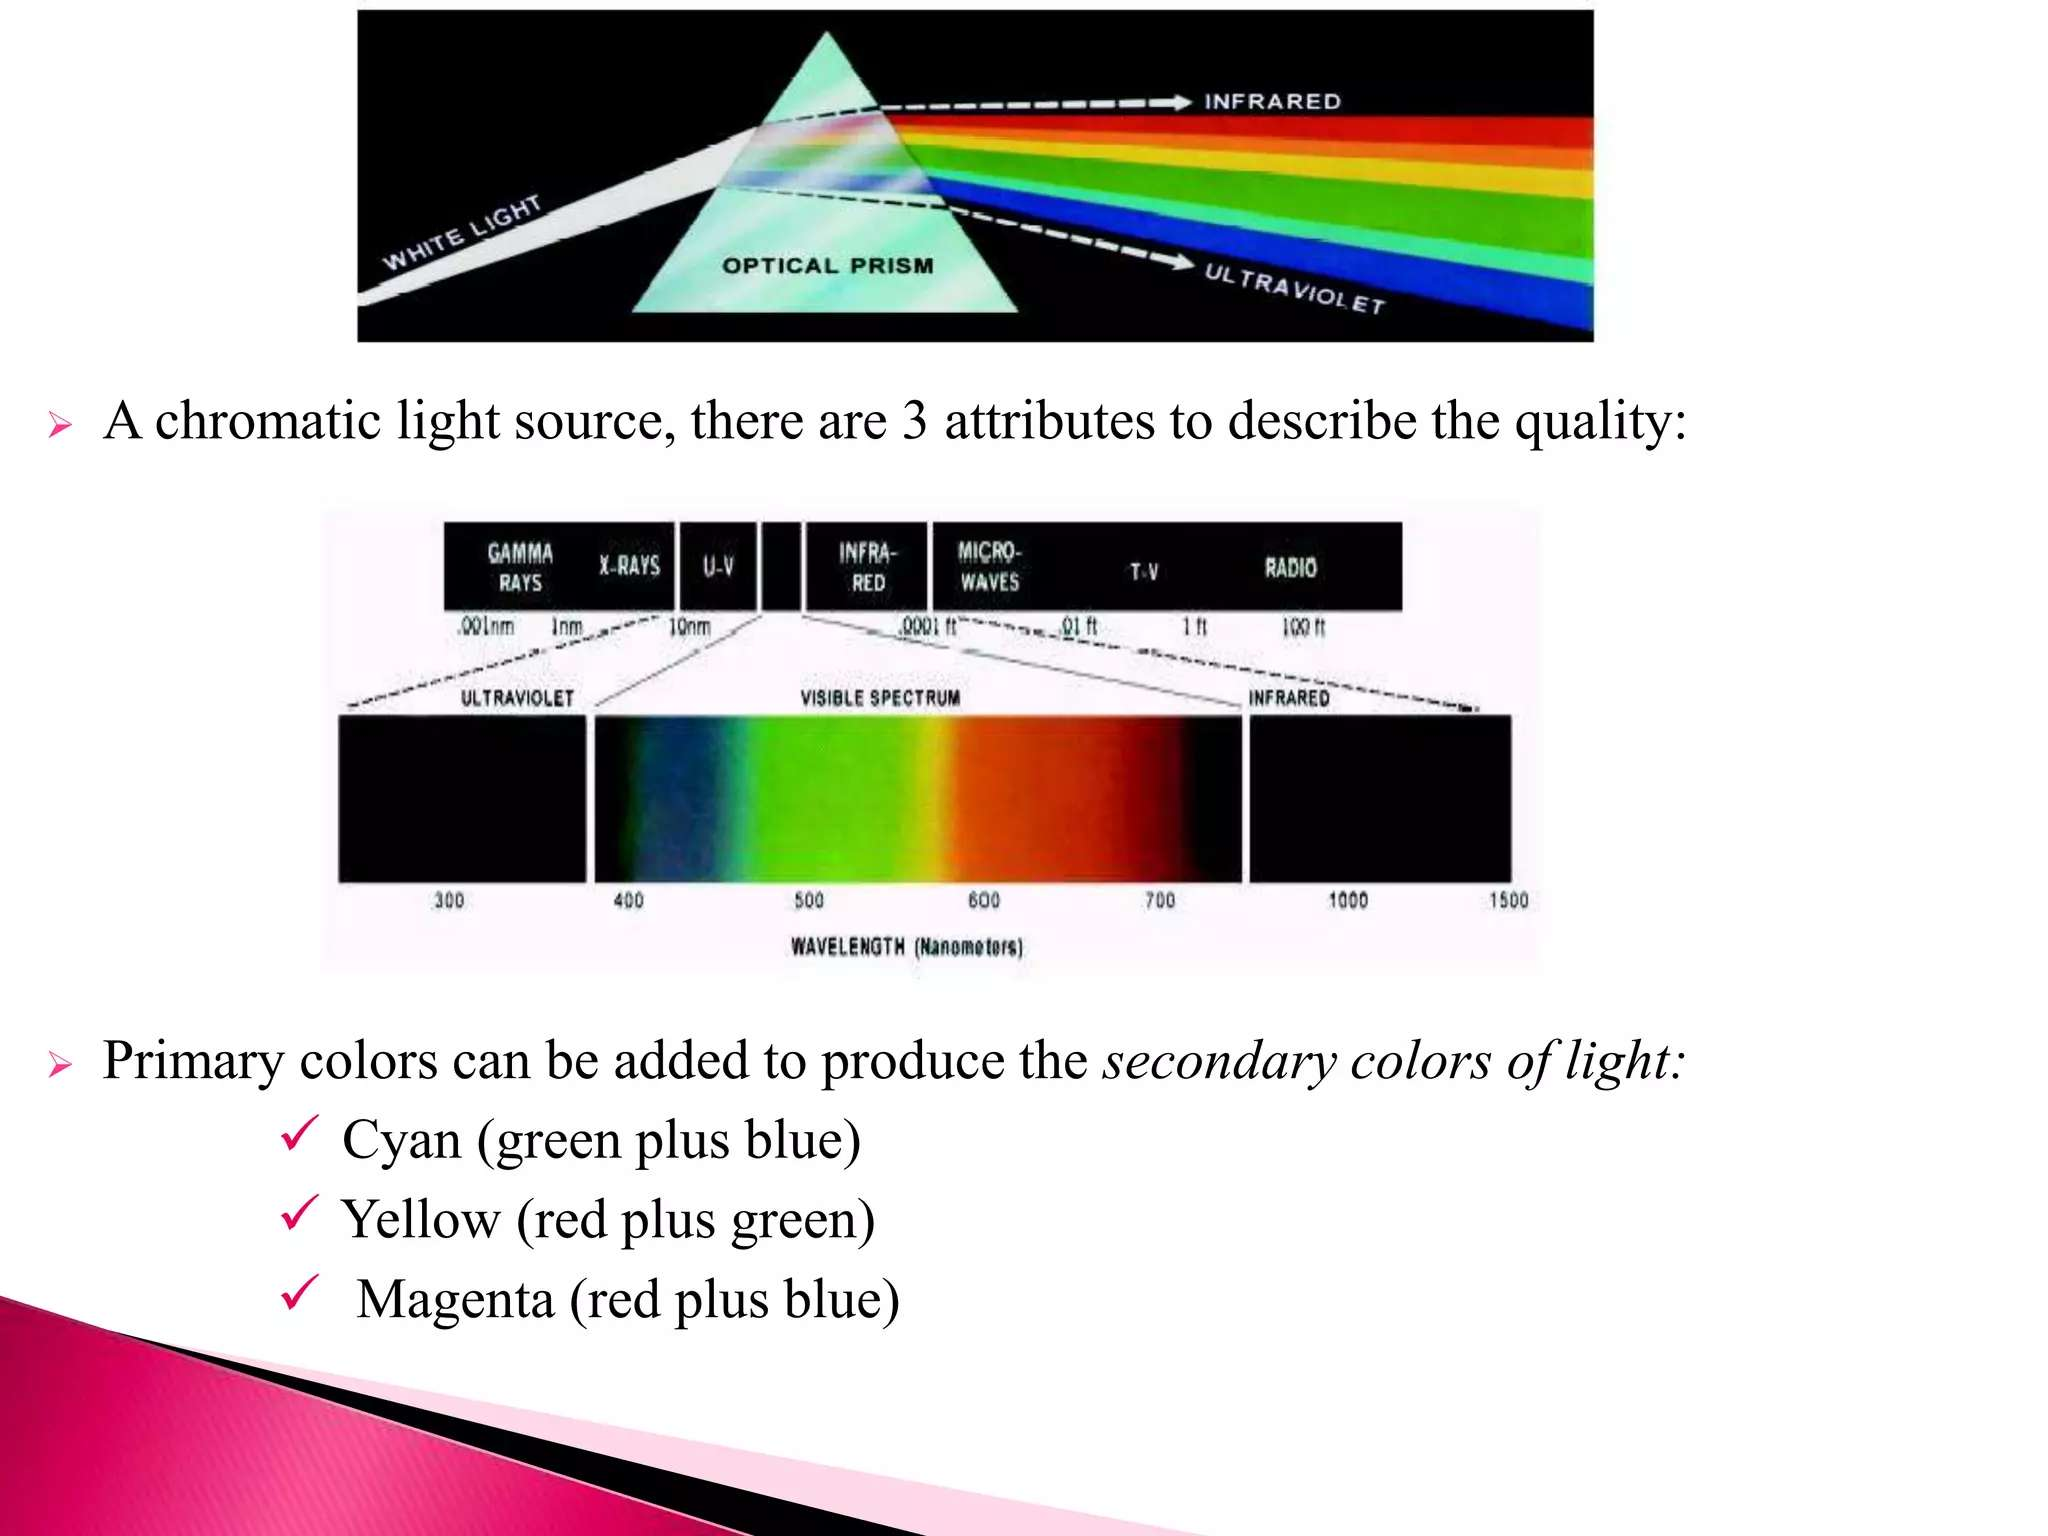 INFRARED
WHITE LIGHT
OPTICAL PRISM
ULTRAVIOLET
A chromatic light source, there are 3 attributes to describe the quality:
GAMMA RAYS X-RAYS U-V INFRA-RED MICRO-WAVES T-V RADIO
.001nm 1nm 10nm .0001 ft .01 ft 1 ft 100 ft
ULTRAVIOLET VISIBLE SPECTRUM INFRARED
300 400 500 600 700 1000 1500
WAVELENGTH (Nanometers)
Primary colors can be added to produce the secondary colors of light:
Cyan (green plus blue)
Yellow (red plus green)
Magenta (red plus blue)